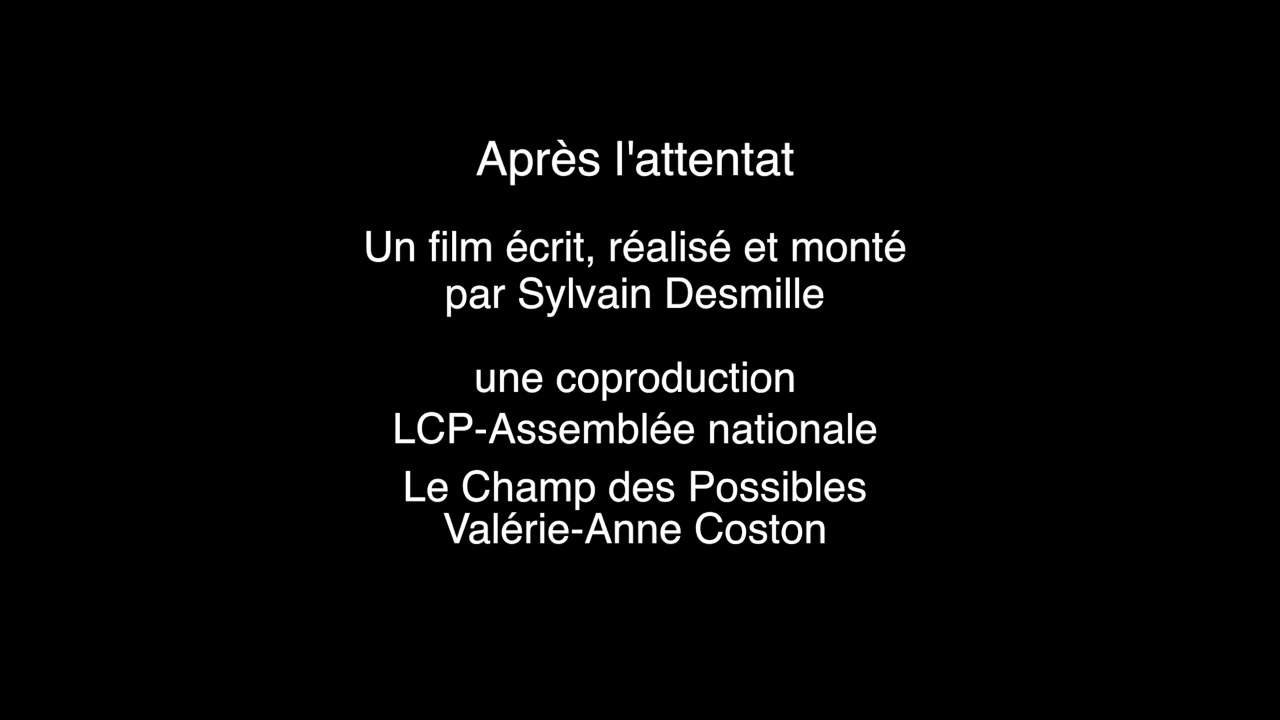 Après l'attentat
Un film écrit, réalisé et monté
par Sylvain Desmille
une coproduction
LCP-Assemblée nationale
Le Champ des Possibles
Valérie-Anne Coston